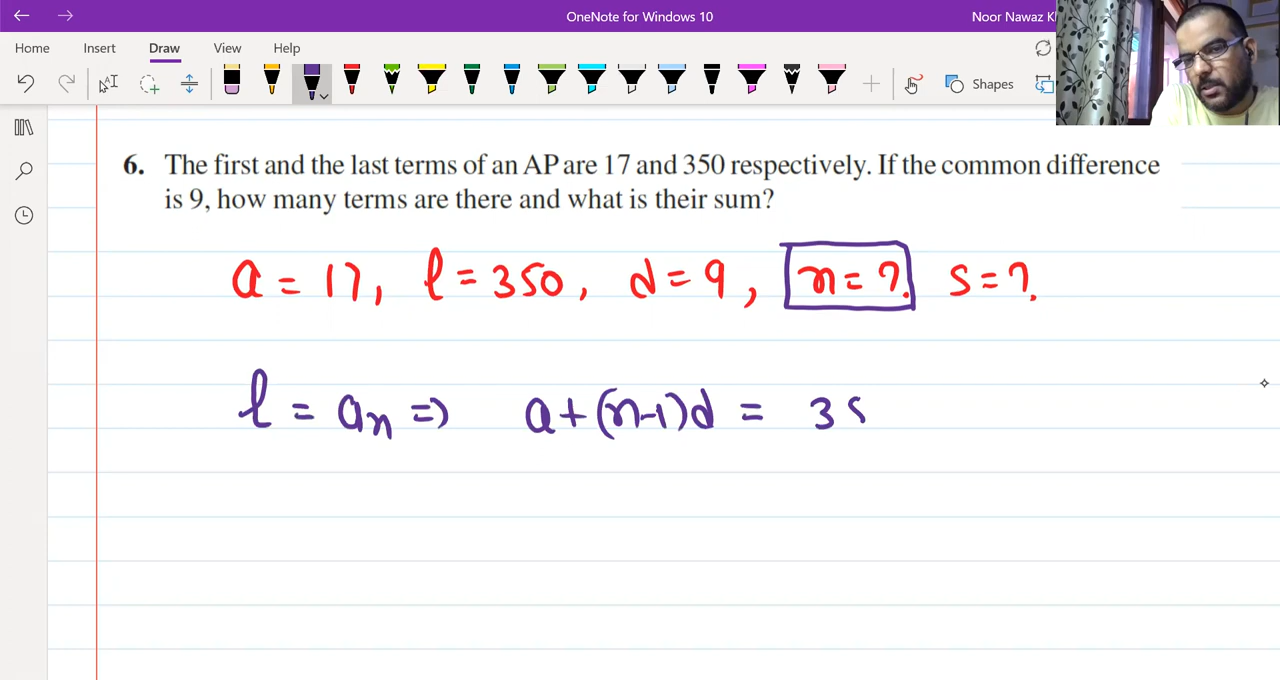 OneNote for Windows 10
Noor Nawaz K
Home Insert Draw View Help
Shapes
6. The first and the last terms of an AP are 17 and 350 respectively. If the common difference
is 9, how many terms are there and what is their sum?
a = 17, l = 350, d = 9, n = ?. s = ?.
l = an => a + (n-1)d = 35